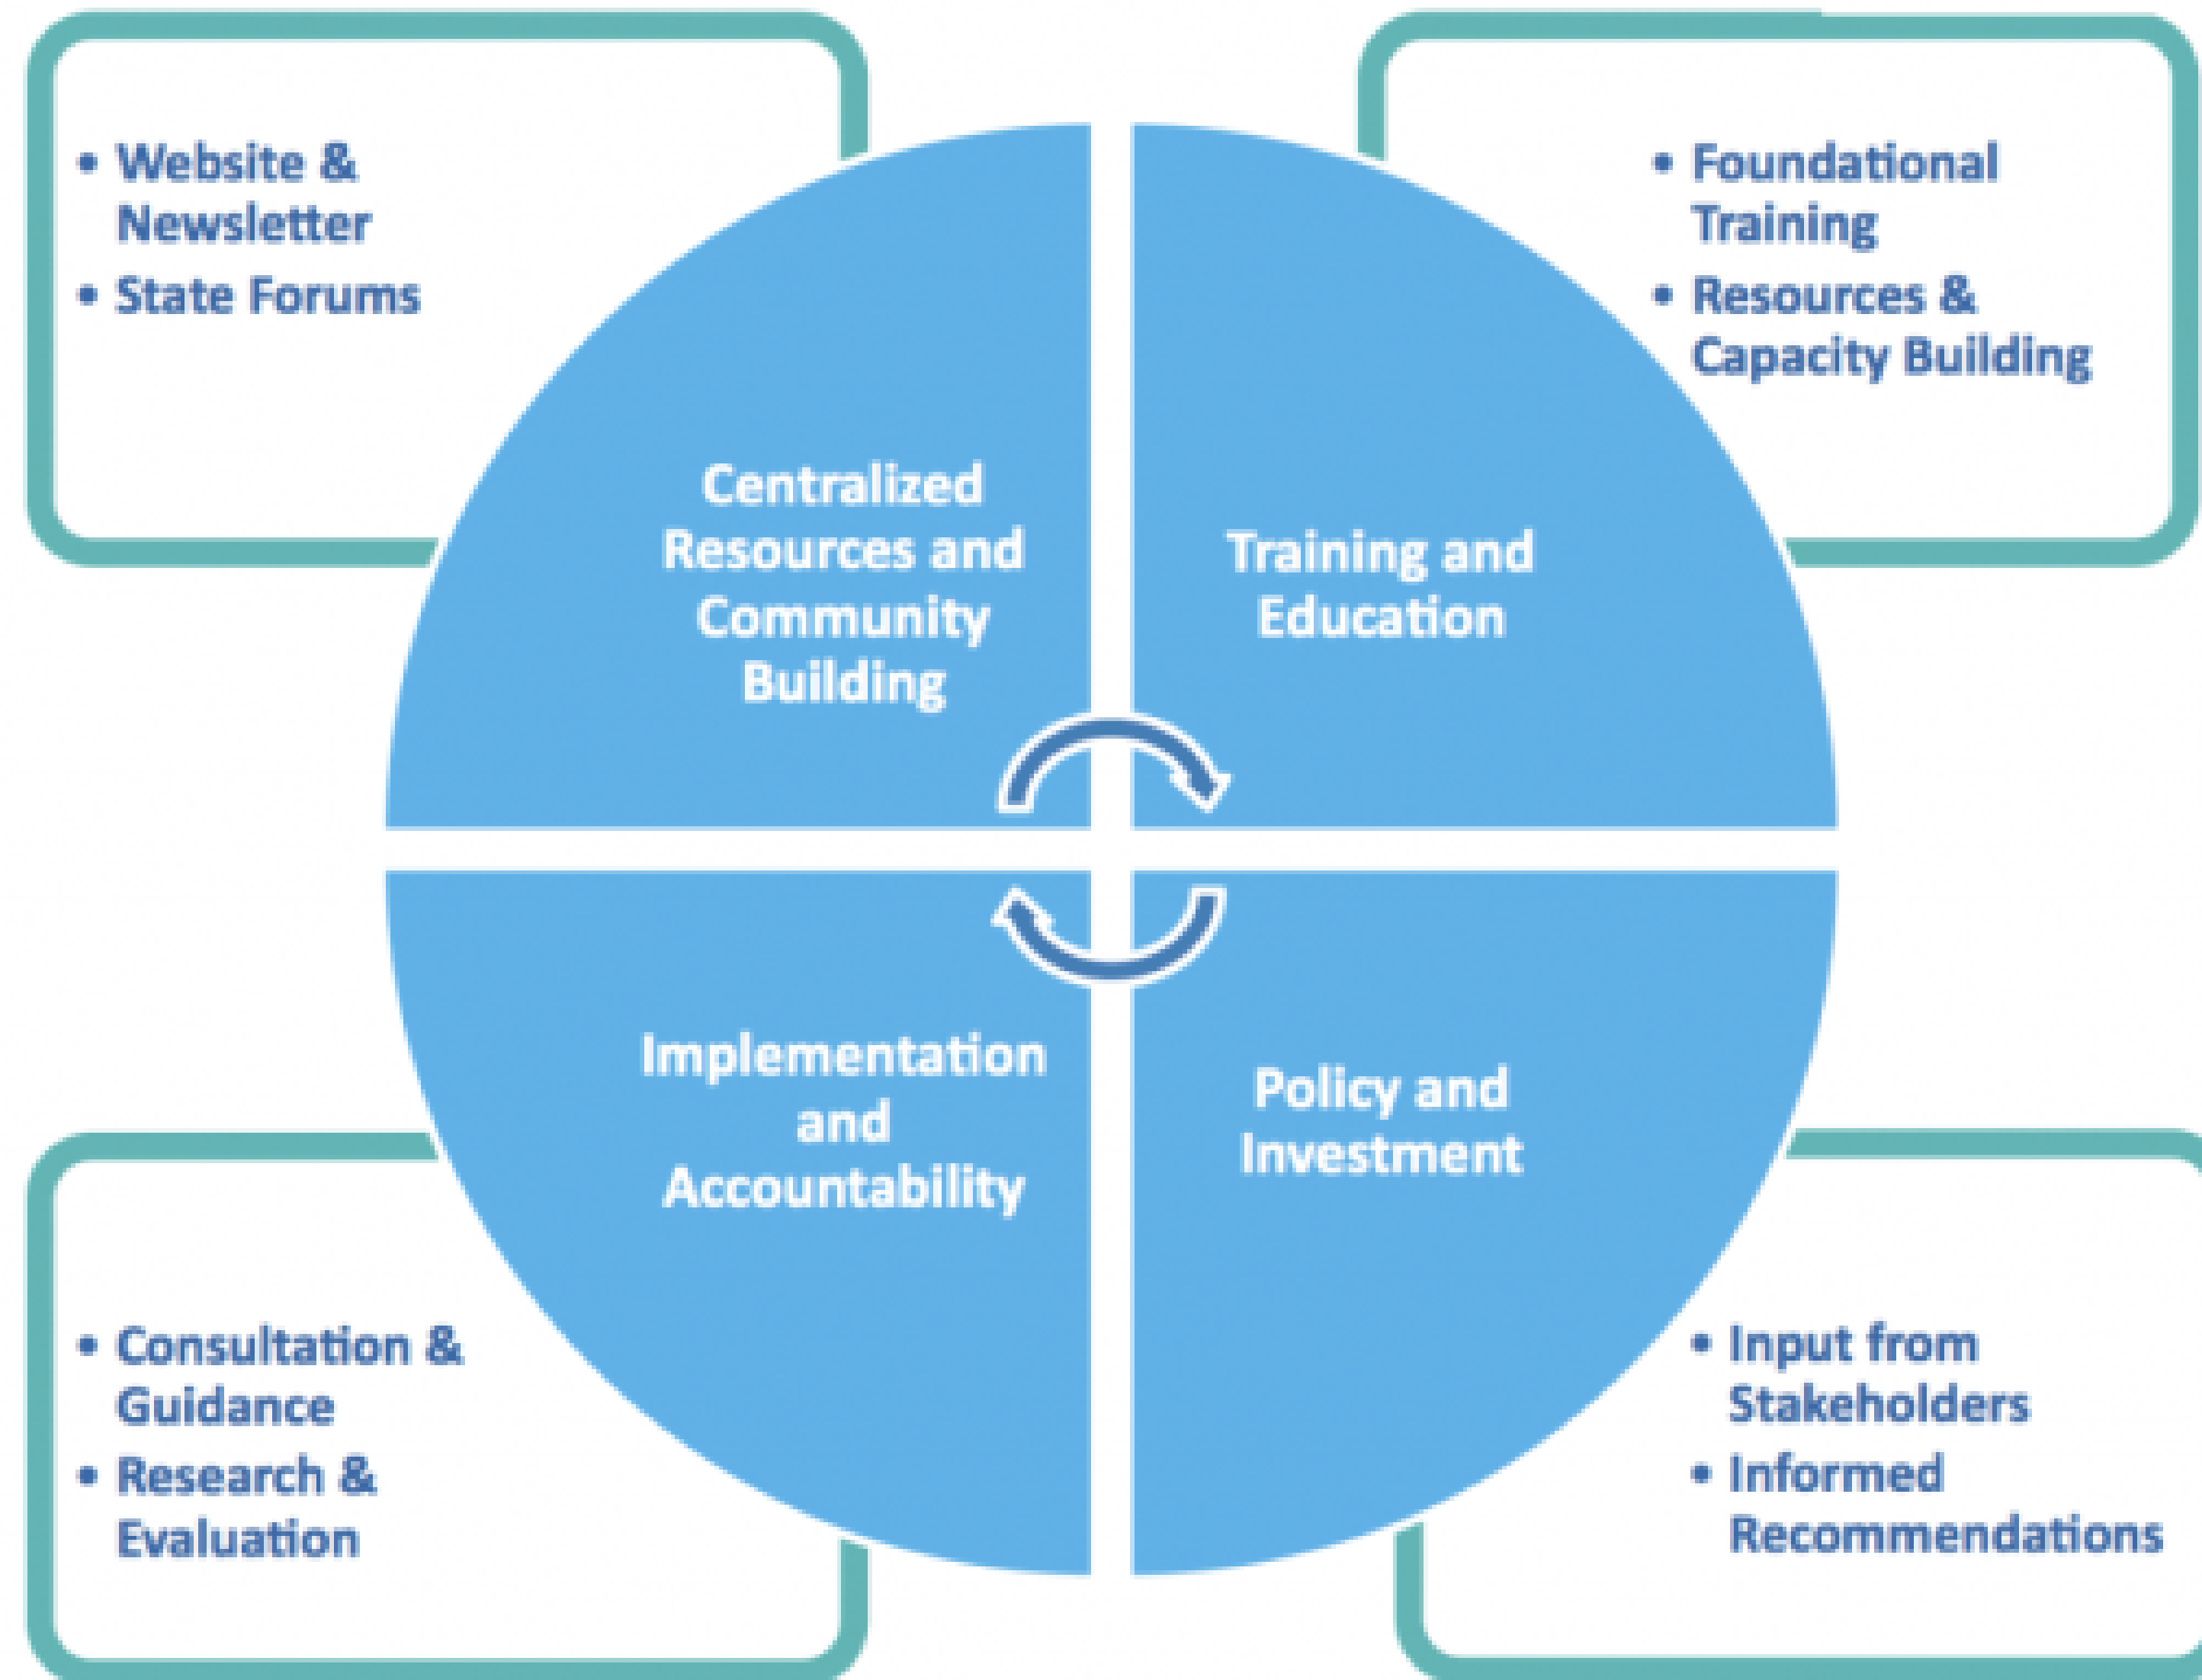 • Website &
Newsletter
• State Forums
• Foundational
Training
• Resources &
Capacity Building
Centralized
Resources and
Community
Building
Training and
Education
Implementation
and
Accountability
Policy and
Investment
• Consultation &
Guidance
• Research &
Evaluation
• Input from
Stakeholders
• Informed
Recommendations